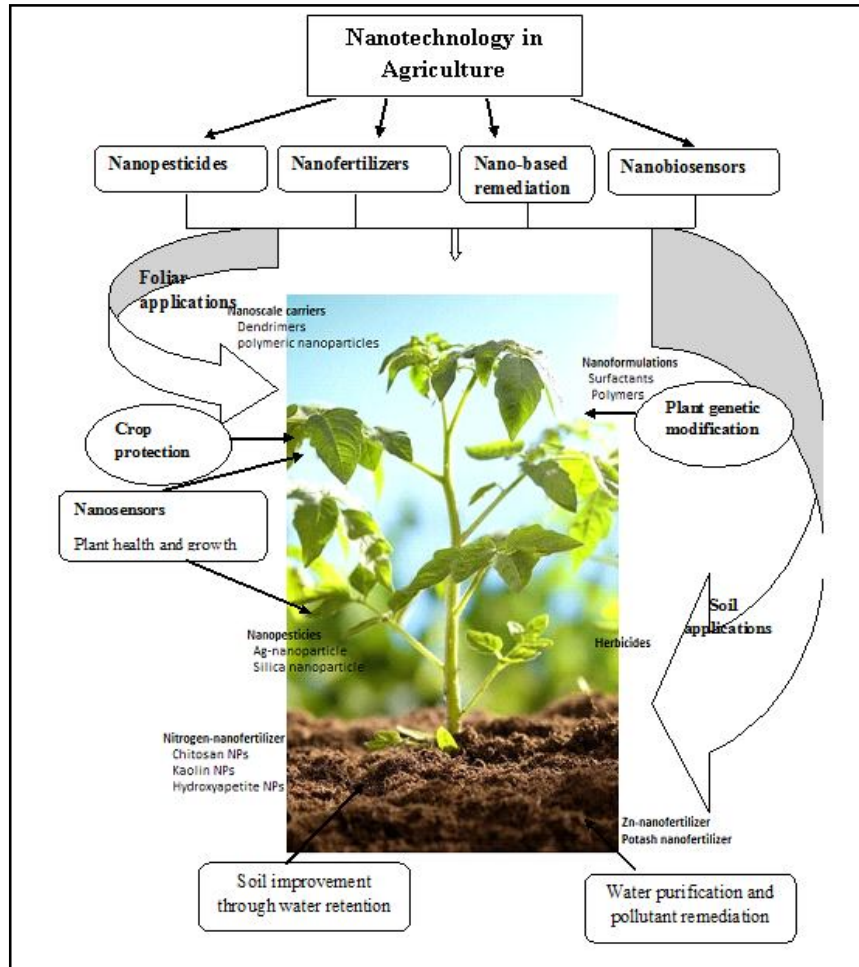 Nanotechnology in
Agriculture
Nanopesticides
Nanofertilizers
Nano-based
remediation
Nanobiosensors
Foliar
applications
Nanoscale carriers
Dendrimers
polymeric nanoparticles
Nanoformulations
Surfactants
Polymers
Plant genetic
modification
Crop
protection
Nanosensors
Plant health and growth
Soil
applications
Nanopesticies
Ag-nanoparticle
Silica nanoparticle
Herbicides
Nitrogen-nanofertilizer
Chitosan NPs
Kaolin NPs
Hydroxyapetite NPs
Zn-nanofertilizer
Potash nanofertilizer
Soil improvement
through water retention
Water purification and
pollutant remediation